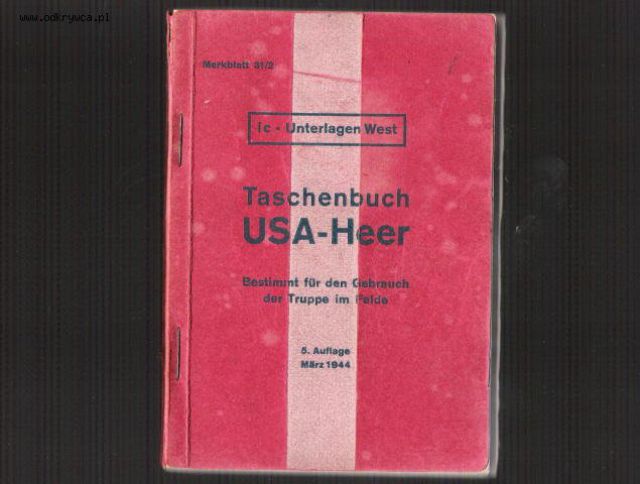 www.odkrywca.pl
Merkblatt 31/2
Ic - Unterlagen West
Taschenbuch
USA-Heer
Bestimmt für den Gebrauch
der Truppe im Felde
5. Auflage
März 1944